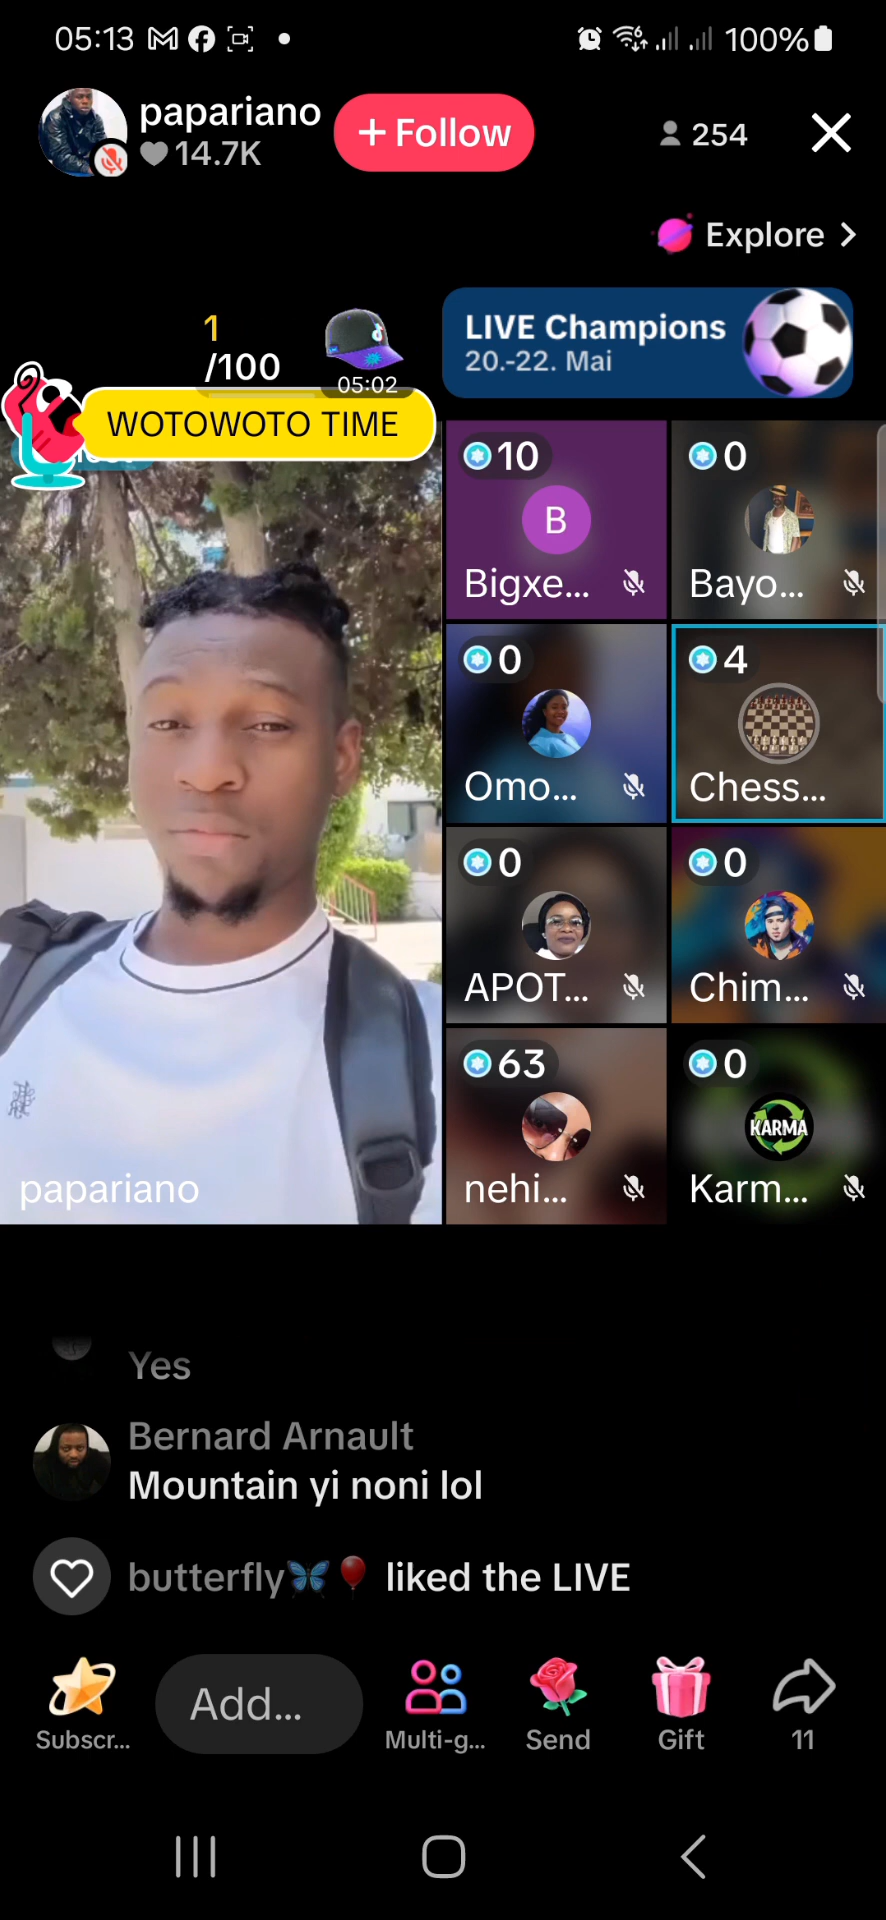 05:13
100%
papariano
14.7K
+ Follow
254
Explore
1
/100
05:02
LIVE Champions
20.-22. Mai
WOTOWOTO TIME
10
B
Bigxe...
0
Bayo...
0
Omo...
4
Chess...
0
APOT...
0
Chim...
63
nehi...
0
KARMA
Karm...
papariano
Yes
Bernard Arnault
Mountain yi noni lol
butterfly🦋🎈 liked the LIVE
Add...
Subscr...
Multi-g...
Send
Gift
11